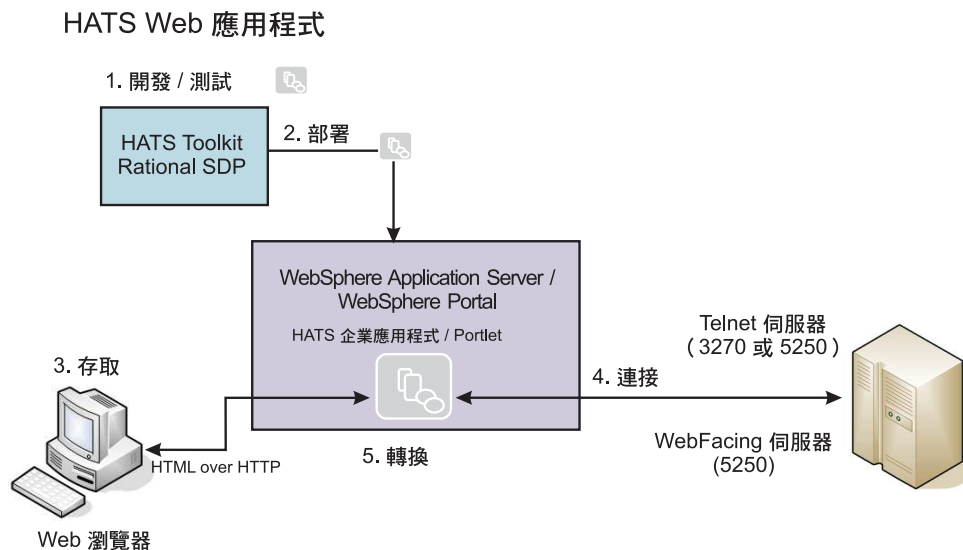 HATS Web 應用程式
1. 開發 / 測試
HATS Toolkit
Rational SDP
2. 部署
WebSphere Application Server /
WebSphere Portal
HATS 企業應用程式 / Portlet
Telnet 伺服器
( 3270 或 5250 )
3. 存取
4. 連接
HTML over HTTP
5. 轉換
WebFacing 伺服器
(5250)
Web 瀏覽器